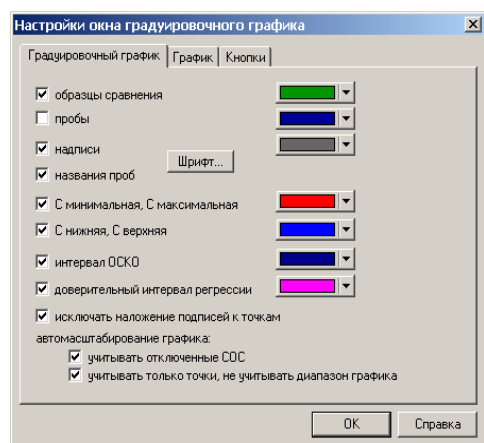 Настройки окна градуировочного графика
Градуировочный график График Кнопки
образцы сравнения
пробы
надписи
Шрифт...
названия проб
С минимальная, С максимальная
С нижняя, С верхняя
интервал ОСКО
доверительный интервал регрессии
исключать наложение подписей к точкам
автомасштабирование графика:
учитывать отключенные СОС
учитывать только точки, не учитывать диапазон графика
OK Справка